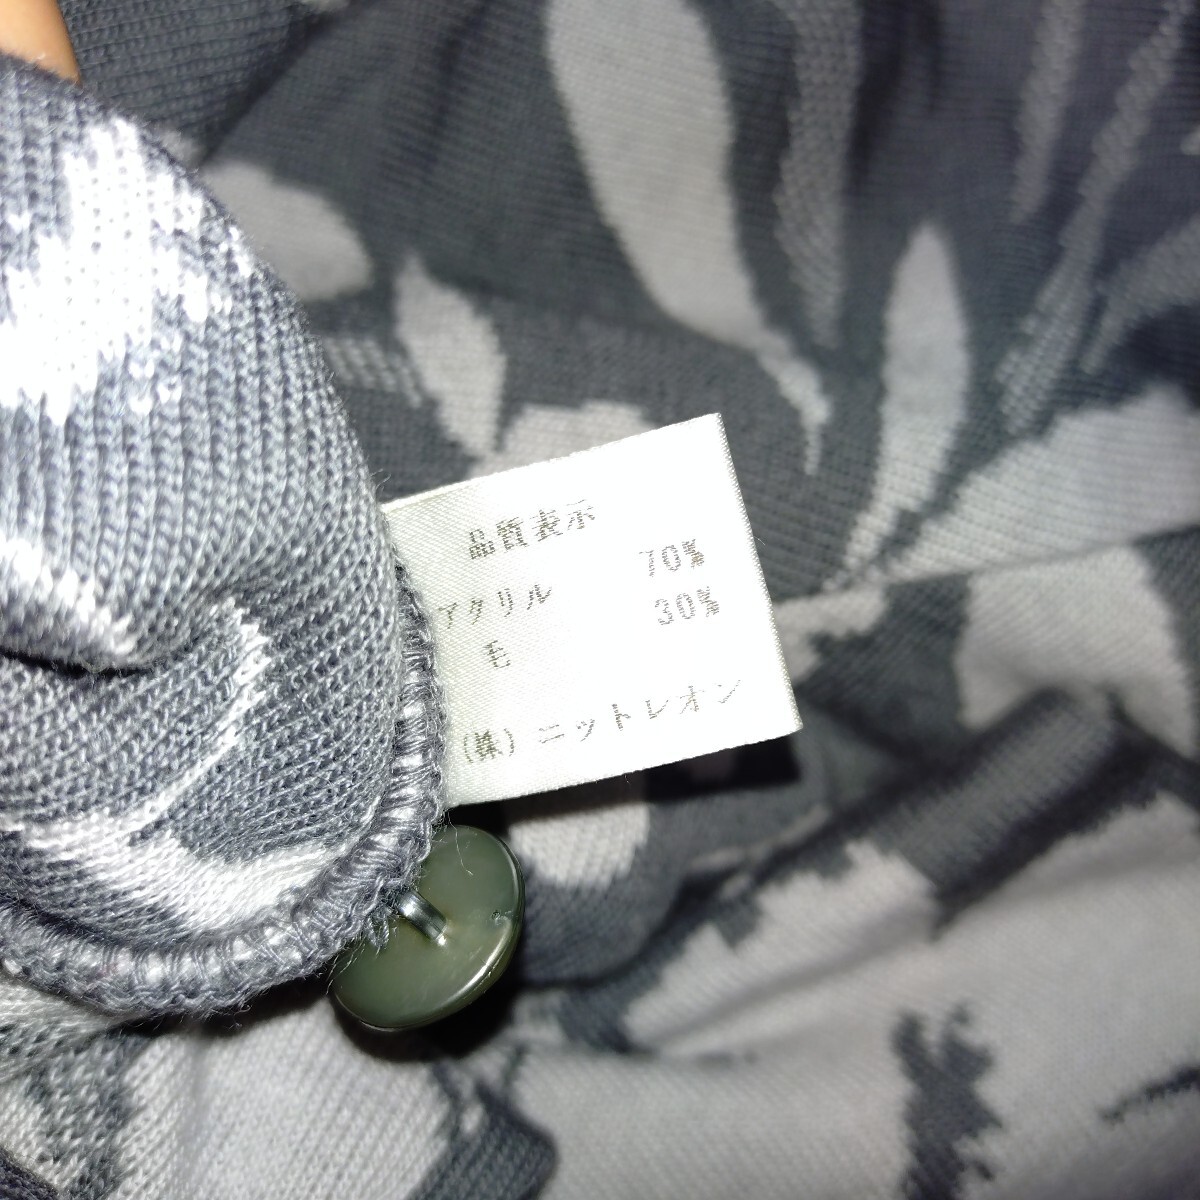 品質表示
アクリル 70%
毛 30%
(株) ニットレオン